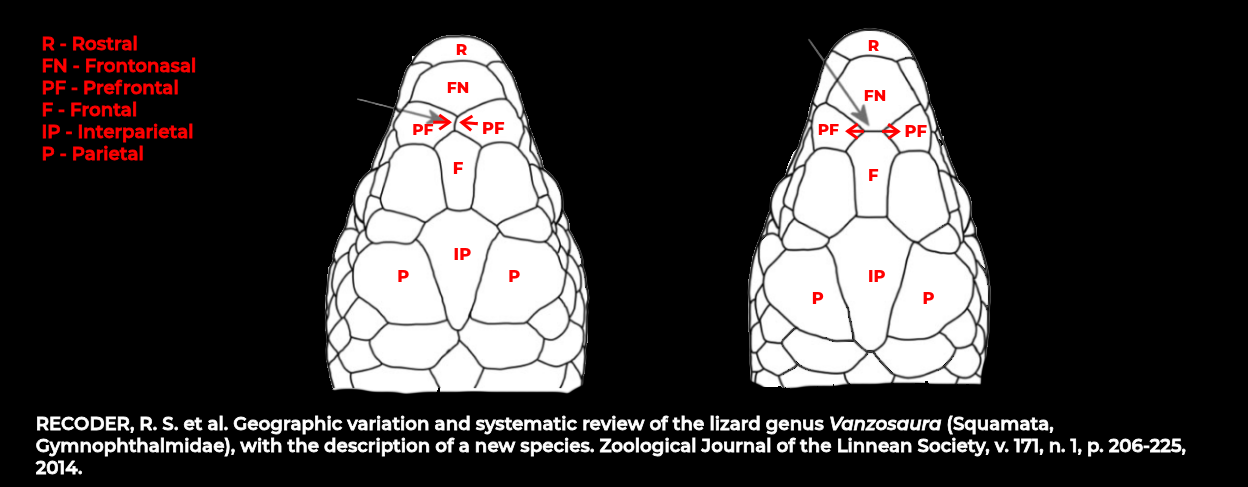 R - Rostral
FN - Frontonasal
PF - Prefrontal
F - Frontal
IP - Interparietal
P - Parietal
R
FN
PF PF
F
IP
P P
R
FN
PF PF
F
IP
P P
RECODER, R. S. et al. Geographic variation and systematic review of the lizard genus Vanzosaura (Squamata,
Gymnophthalmidae), with the description of a new species. Zoological Journal of the Linnean Society, v. 171, n. 1, p. 206-225,
2014.